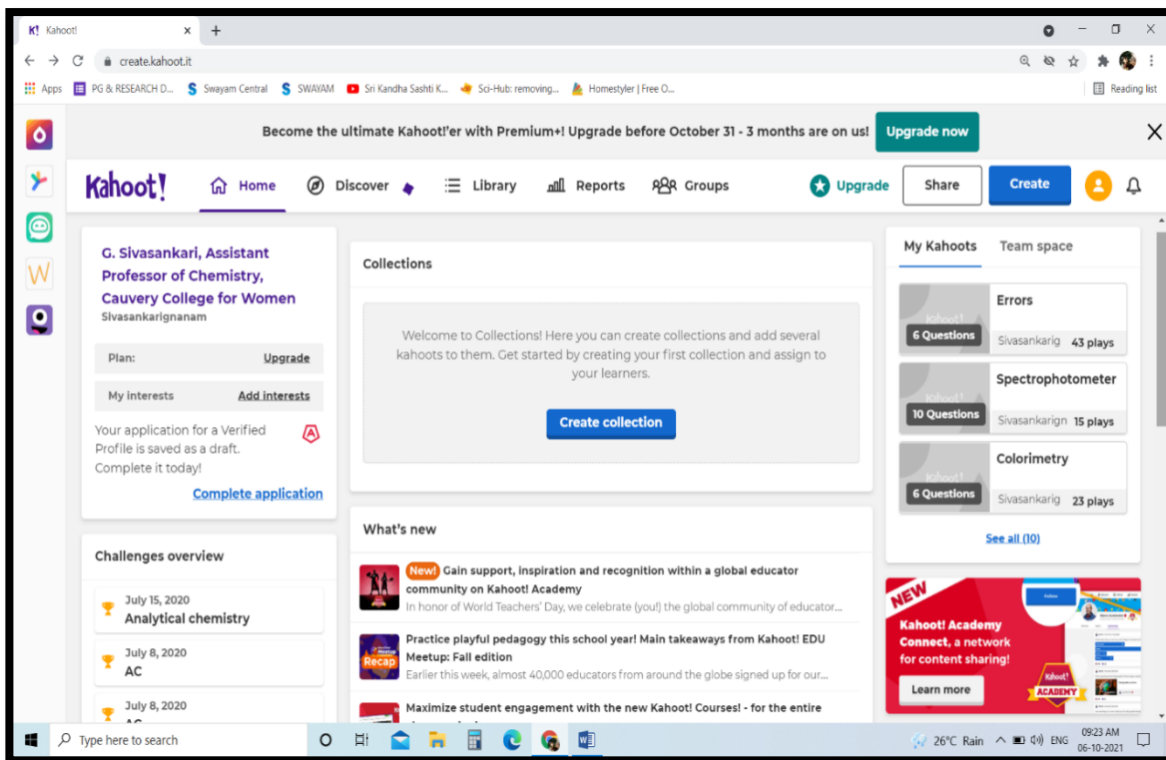 K! Kahoot!
create.kahoot.it
Apps PG & RESEARCH D... Swayam Central SWAYAM Sri Kandha Sashti K... Sci-Hub: removing... Homestyler | Free O... Reading list
Become the ultimate Kahoot!'er with Premium+! Upgrade before October 31 - 3 months are on us! Upgrade now
Kahoot! Home Discover Library Reports Groups Upgrade Share Create
G. Sivasankari, Assistant
Professor of Chemistry,
Cauvery College for Women
Sivasankarignanam
Plan: Upgrade
My interests Add interests
Your application for a Verified
Profile is saved as a draft.
Complete it today!
Complete application
Challenges overview
July 15, 2020
Analytical chemistry
July 8, 2020
AC
July 8, 2020
Collections
Welcome to Collections! Here you can create collections and add several
kahoots to them. Get started by creating your first collection and assign to
your learners.
Create collection
What's new
New! Gain support, inspiration and recognition within a global educator
community on Kahoot! Academy
In honor of World Teachers' Day, we celebrate (you!) the global community of educator...
Recap
Practice playful pedagogy this school year! Main takeaways from Kahoot! EDU
Meetup: Fall edition
Earlier this week, almost 40,000 educators from around the globe signed up for our...
Maximize student engagement with the new Kahoot! Courses! - for the entire
My Kahoots Team space
Errors
6 Questions
Sivasankarig 43 plays
Spectrophotometer
10 Questions
Sivasankarign 15 plays
Colorimetry
6 Questions
Sivasankarig 23 plays
See all (10)
NEW
Kahoot! Academy
Connect, a network
for content sharing!
Learn more
Follow
Kahoot!
ACADEMY
Type here to search
26°C Rain ENG 09:23 AM
06-10-2021